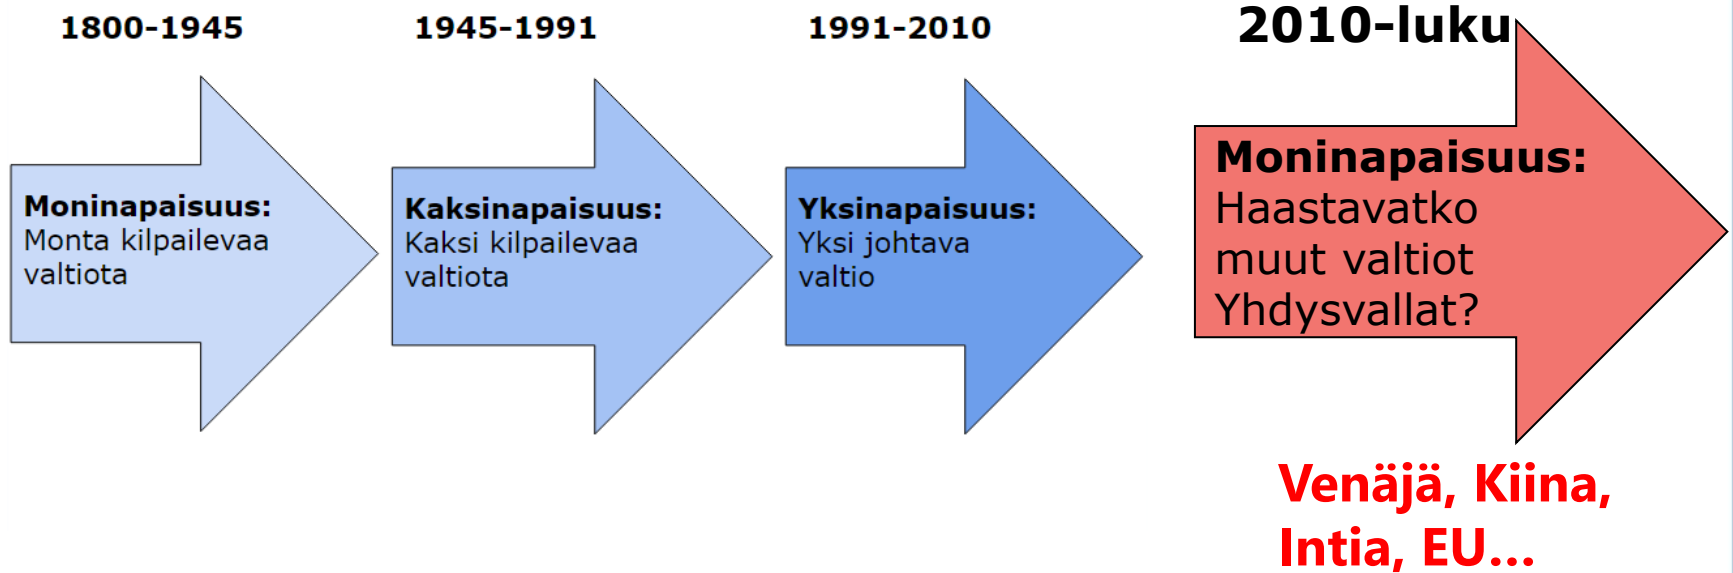 1800-1945
Moninapaisuus:
Monta kilpailevaa
valtiota
1945-1991
Kaksinapaisuus:
Kaksi kilpailevaa
valtiota
1991-2010
Yksinapaisuus:
Yksi johtava
valtio
2010-luku
Moninapaisuus:
Haastavatko
muut valtiot
Yhdysvallat?
Venäjä, Kiina,
Intia, EU...